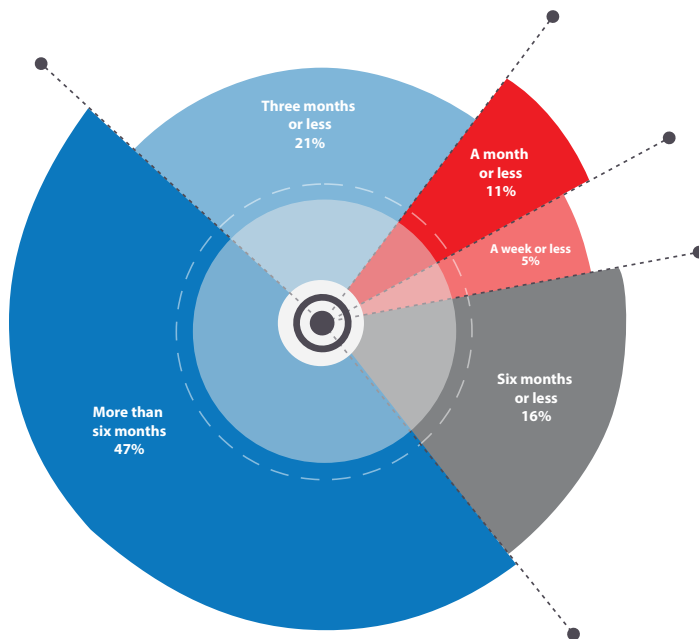 Three months
or less
21%
A month
or less
11%
A week or less
5%
Six months
or less
16%
More than
six months
47%